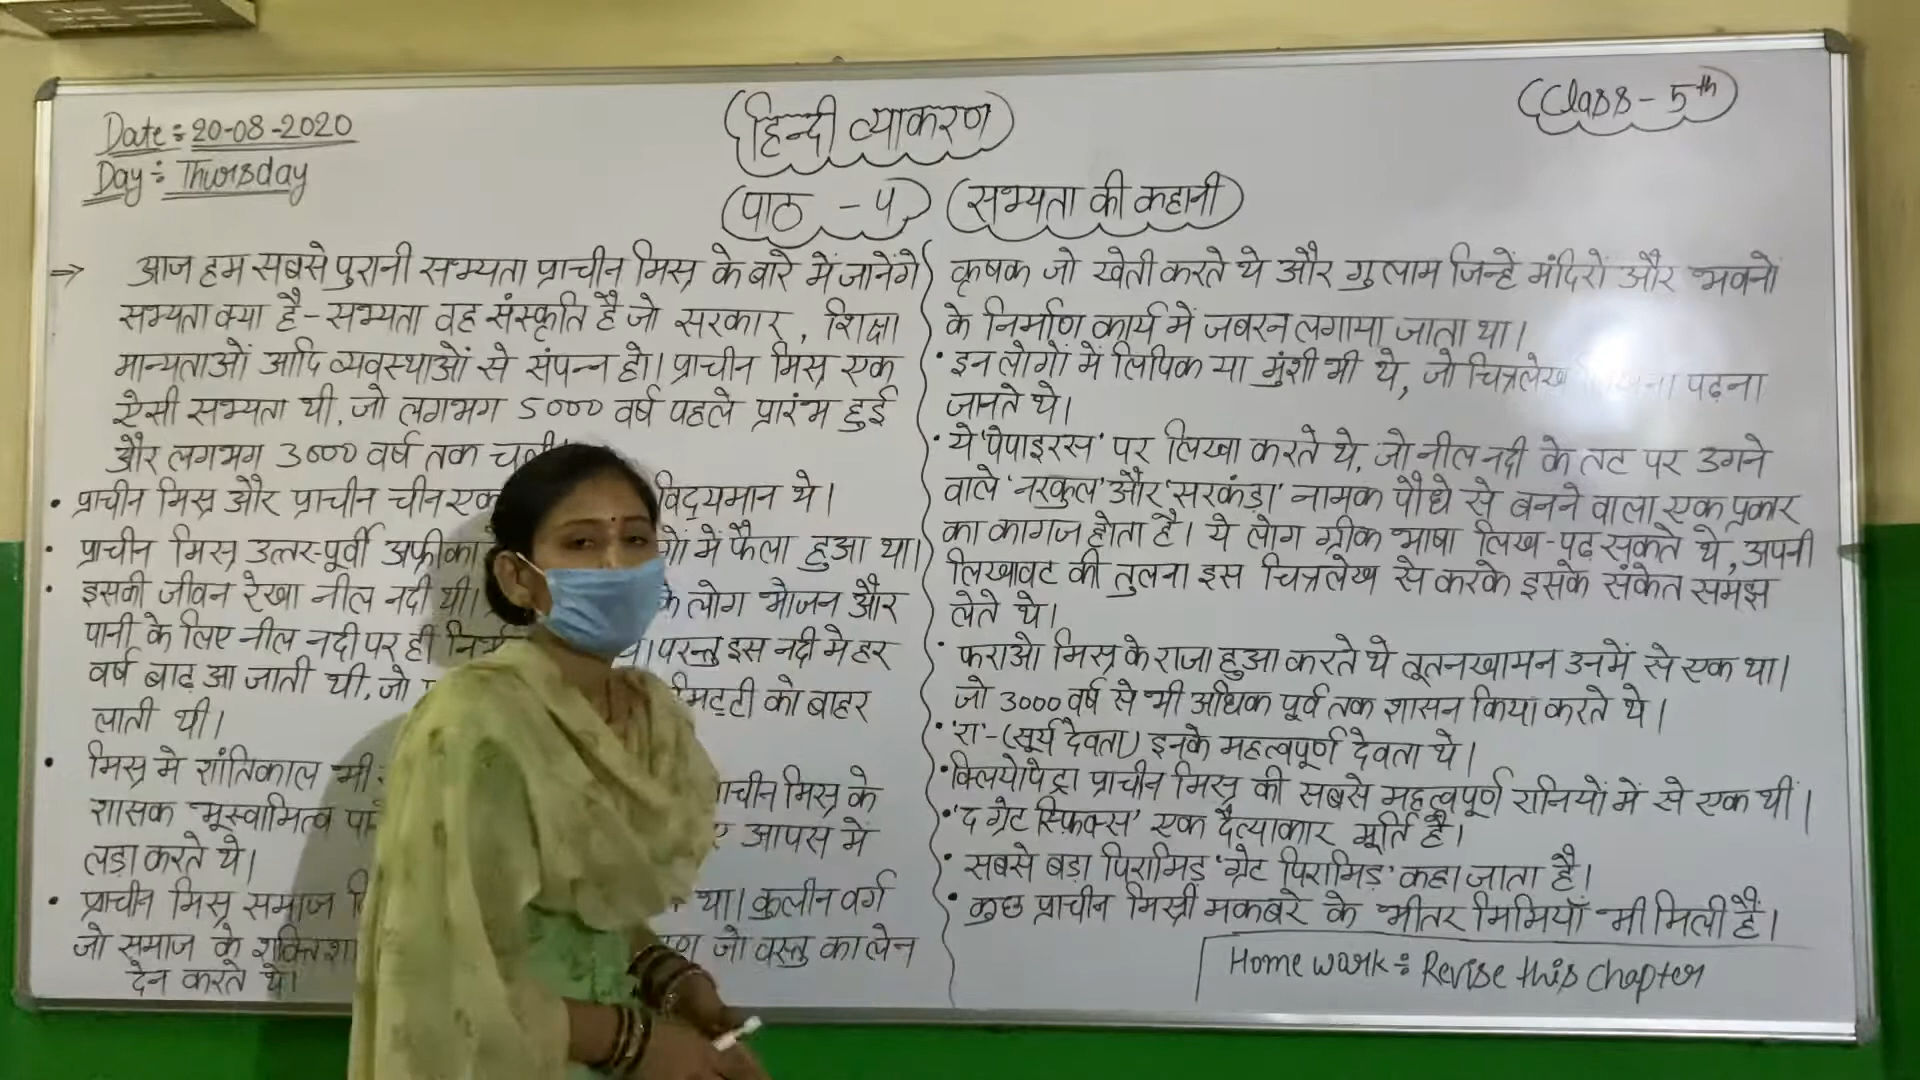 Date:- 20-08-2020
Day:- Thursday
हिन्दी व्याकरण
Class - 5th
पाठ - 4
सभ्यता की कहानी
⇒ आज हम सबसे पुरानी सभ्यता प्राचीन मिस्र के बारे में जानेंगे
सभ्यता क्या है - सभ्यता वह संस्कृति है जो सरकार, शिक्षा
मान्यताओं आदि व्यवस्थाओं से संपन्न हो। प्राचीन मिस्र एक
ऐसी सभ्यता थी, जो लगभग 5000 वर्ष पहले प्रारंभ हुई
और लगभग 3000 वर्ष तक
• प्राचीन मिस्र और प्राचीन चीन एक विद्यमान थे।
• प्राचीन मिस्र उत्तर-पूर्वी अफ्रीका में फैला हुआ था।
• इसकी जीवन रेखा नील नदी थी। के लोग भोजन और
पानी के लिए नील नदी पर ही परन्तु इस नदी मे हर
वर्ष बाढ़ आ जाती थी, जो मिट्टी को बाहर
लाती थी।
• मिस्र मे शांतिकाल भी प्राचीन मिस्र के
शासक भूस्वामित्व आपस में
लड़ा करते थे।
• प्राचीन मिस्र समाज था। कुलीन वर्ग
जो समाज के जो वस्तु का लेन
देन करते थे।
कृषक जो खेती करते थे और गुलाम जिन्हें मंदिरों और भवनों
के निर्माण कार्य में जबरन लगाया जाता था।
• इन लोगों में लिपिक या मुंशी भी थे, जो चित्रलेख पढ़ना
जानते थे।
• ये 'पेपाइरस' पर लिखा करते थे, जो नील नदी के तट पर उगने
वाले 'नरकुल' और 'सरकंड़ा' नामक पौधे से बनने वाला एक प्रकार
का कागज होता है। ये लोग ग्रीक भाषा लिख-पढ़ सकते थे, अपनी
लिखावट की तुलना इस चित्रलेख से करके इसके संकेत समझ
लेते थे।
• फराओ मिस्र के राजा हुआ करते थे तूतनखामन उनमें से एक था।
जो 3000 वर्ष से भी अधिक पूर्व तक शासन किया करते थे।
• 'रा' - (सूर्य देवता) इनके महत्वपूर्ण देवता थे।
• क्लियोपेट्रा प्राचीन मिस्र की सबसे महत्वपूर्ण रानियों में से एक थीं।
• 'द ग्रेट स्फ़िंक्स' एक दैत्याकार मूर्ति है।
• सबसे बड़ा पिरामिड़ 'ग्रेट पिरामिड़' कहा जाता है।
• कुछ प्राचीन मिस्री मकबरे के भीतर ममियाँ भी मिली हैं।
Home work:- Revise this chapter